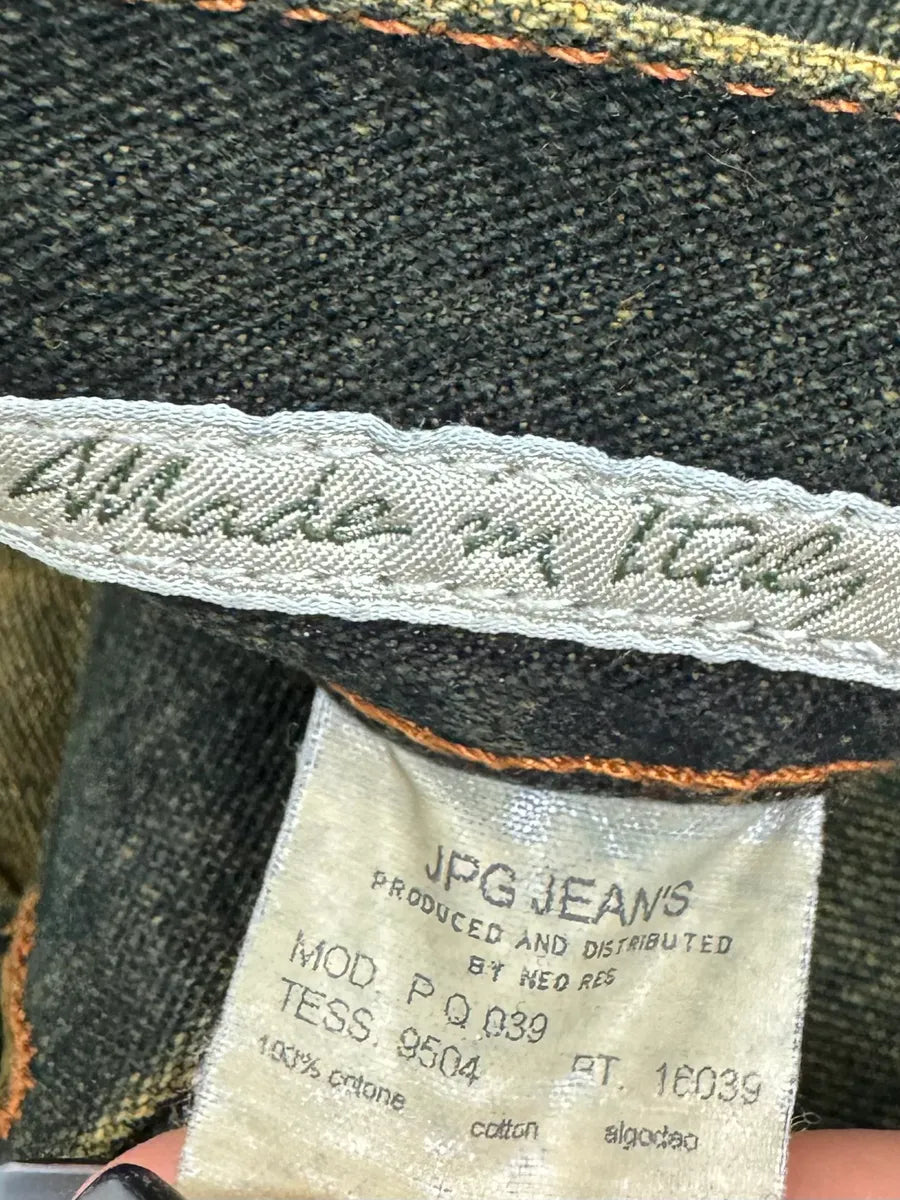 Made in Italy
JPG JEAN'S
PRODUCED AND DISTRIBUTED
BY NEO RES
MOD. P Q 039
TESS. 9504 PT. 16039
100% cotone cotton algodao